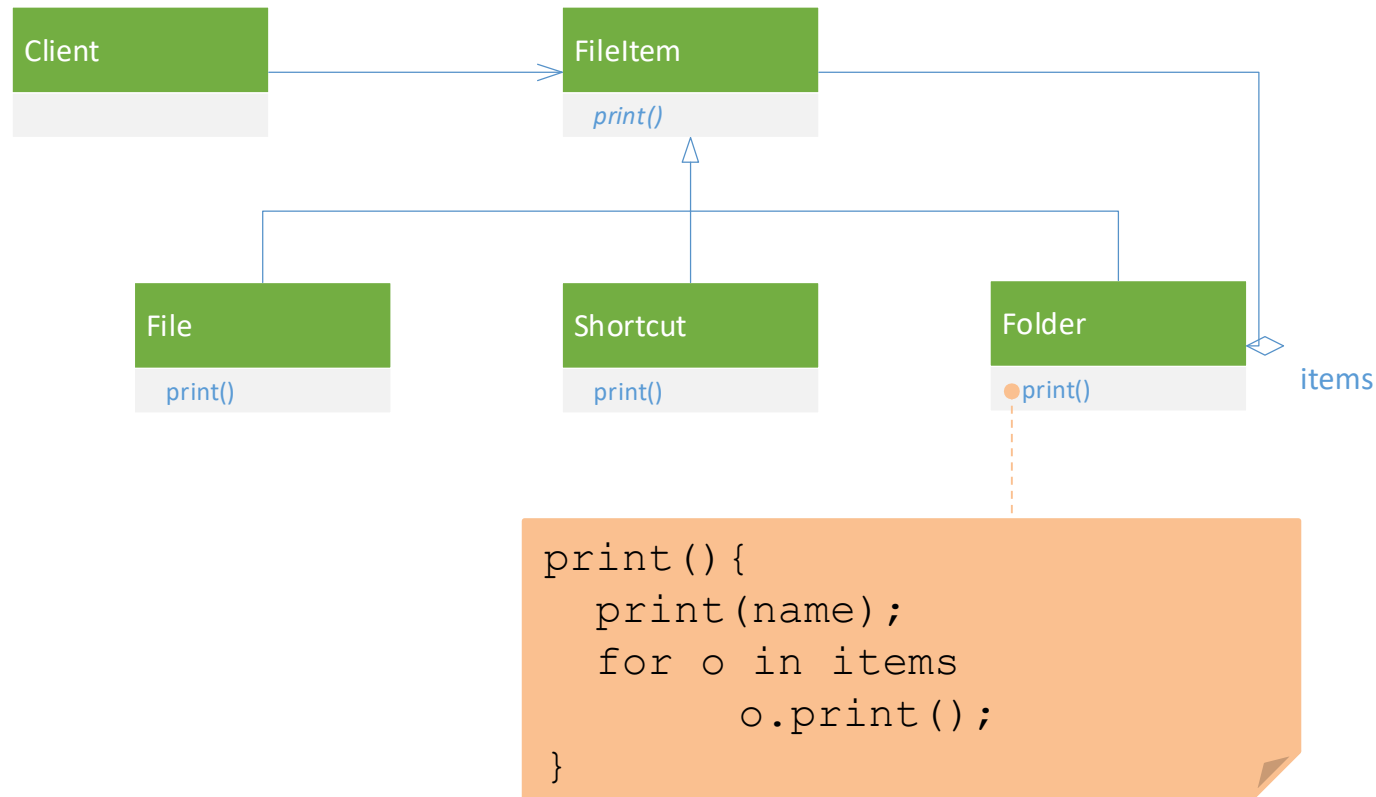 Client
FileItem
print()
File
Shortcut
Folder
print()
print()
print()
items
print(){
print(name);
for o in items
o.print();
}